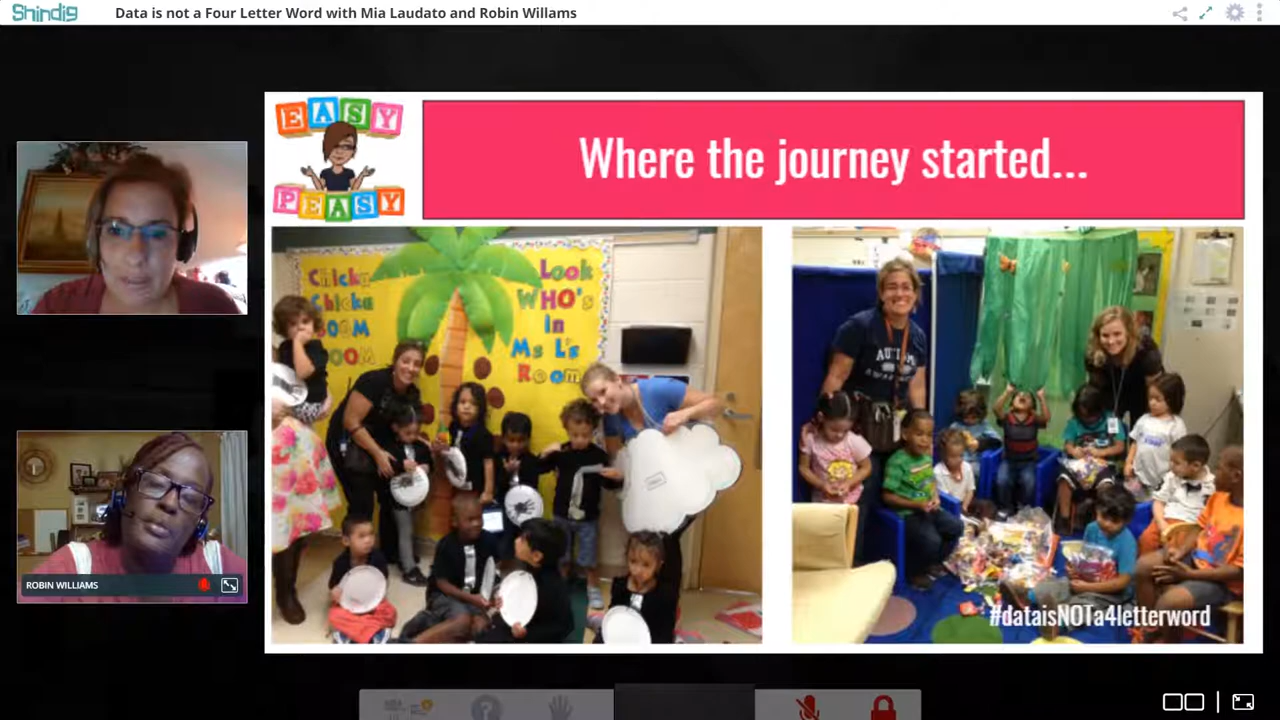 Shindig
Data is not a Four Letter Word with Mia Laudato and Robin Willams
EASY
PEASY
Where the journey started...
Chicka
Chicka
BOOM
BOOM
Look
WHO's
In
Ms L's
Room
AUTISM
ROBIN WILLIAMS
#dataisNOTa4letterword